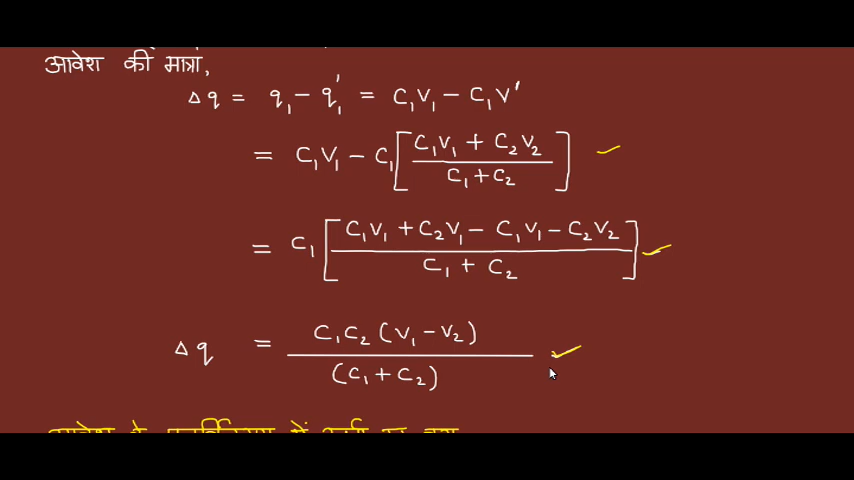 आवेश की मात्रा,
Δq = q₁ - q₁' = C₁V₁ - C₁V'
= C₁V₁ - C₁[(C₁V₁ + C₂V₂)/(C₁ + C₂)]
= C₁[(C₁V₁ + C₂V₁ - C₁V₁ - C₂V₂)/(C₁ + C₂)]
Δq = C₁C₂(V₁ - V₂)/(C₁ + C₂)